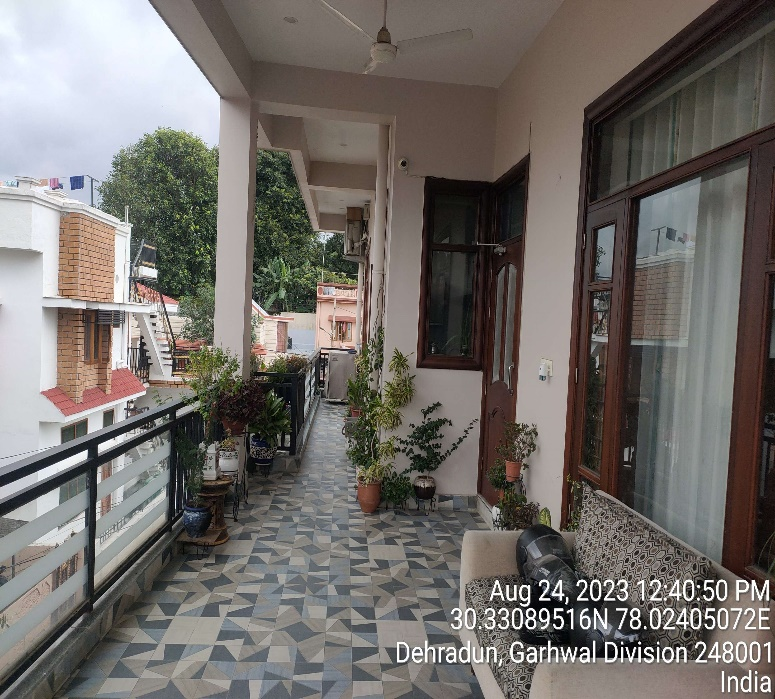 Aug 24, 2023 12:40:50 PM
30.33089516N 78.02405072E
Dehradun, Garhwal Division 248001
India